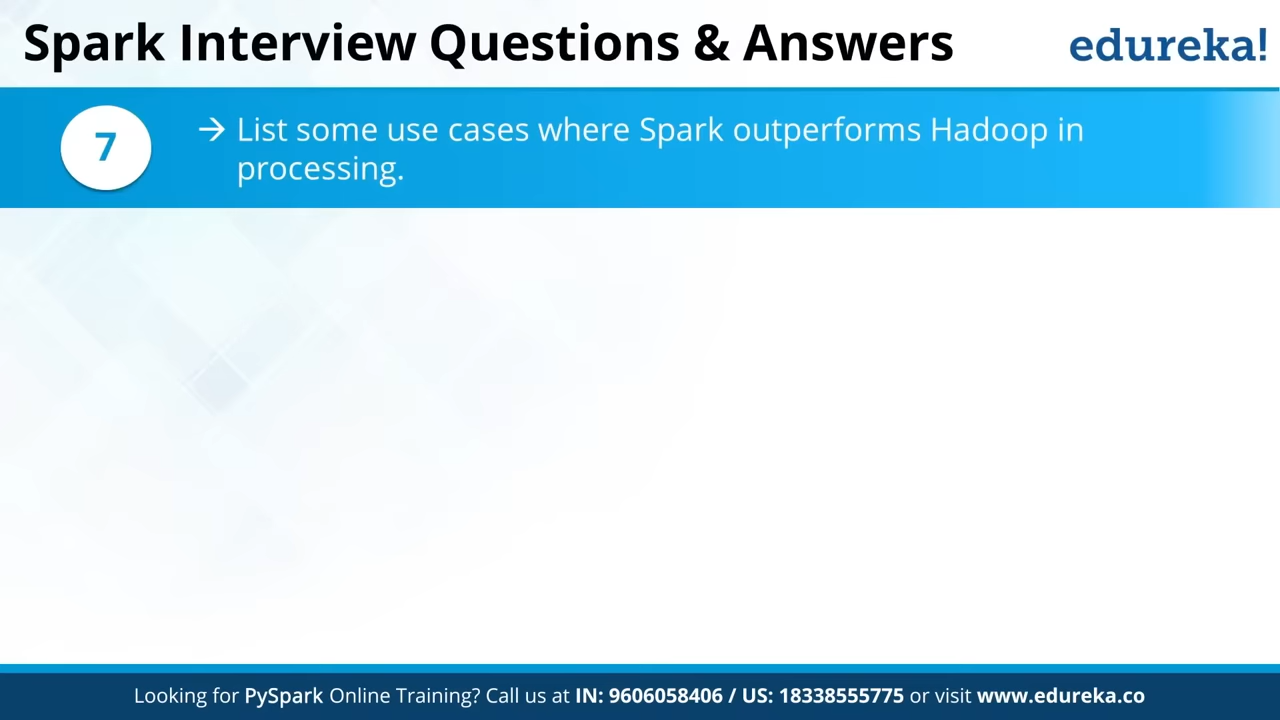 Spark Interview Questions & Answers
edureka!
7
→ List some use cases where Spark outperforms Hadoop in
processing.
Looking for PySpark Online Training? Call us at IN: 9606058406 / US: 18338555775 or visit www.edureka.co